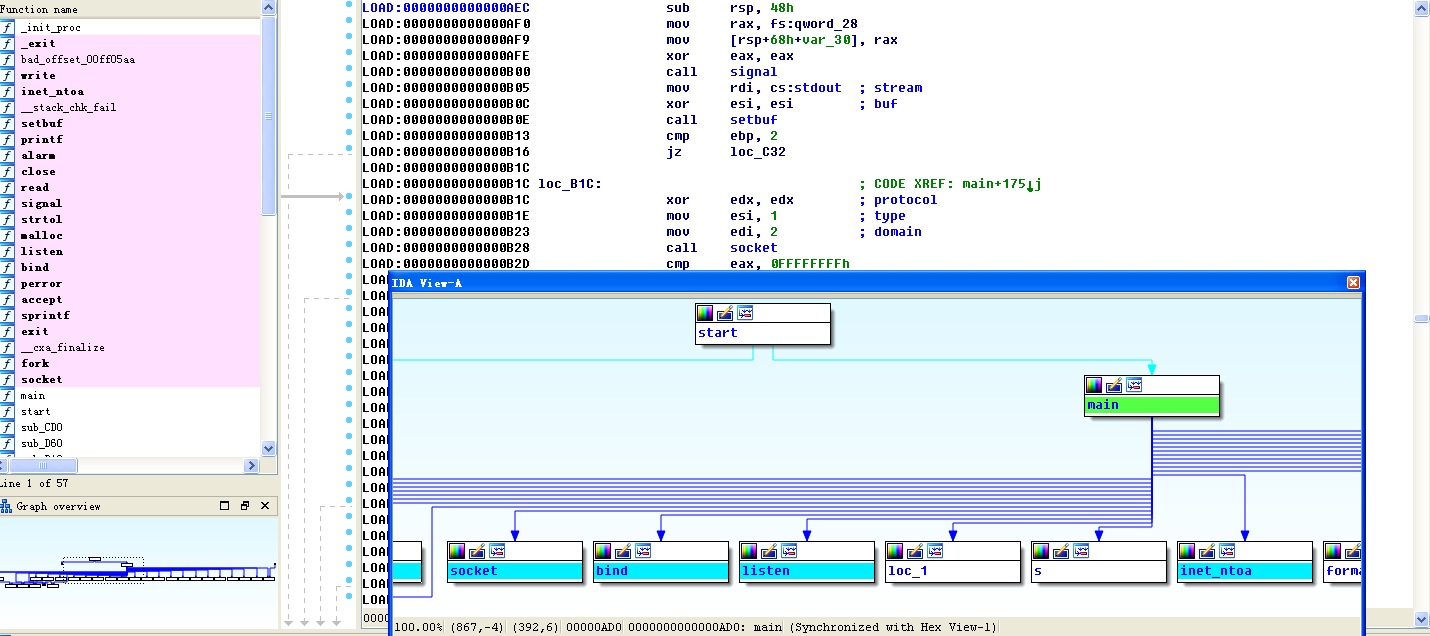 Function name
_init_proc
_exit
bad_offset_00ff05aa
write
inet_ntoa
__stack_chk_fail
setbuf
printf
alarm
close
read
signal
strtol
malloc
listen
bind
perror
accept
sprintf
exit
__cxa_finalize
fork
socket
main
start
sub_CD0
sub_D60
Line 1 of 57
Graph overview
LOAD:0000000000000AEC sub rsp, 48h
LOAD:0000000000000AF0 mov rax, fs:qword_28
LOAD:0000000000000AF9 mov [rsp+68h+var_30], rax
LOAD:0000000000000AFE xor eax, eax
LOAD:0000000000000B00 call signal
LOAD:0000000000000B05 mov rdi, cs:stdout ; stream
LOAD:0000000000000B0C xor esi, esi ; buf
LOAD:0000000000000B0E call setbuf
LOAD:0000000000000B13 cmp ebp, 2
LOAD:0000000000000B16 jz loc_C32
LOAD:0000000000000B1C
LOAD:0000000000000B1C loc_B1C: ; CODE XREF: main+175↓j
LOAD:0000000000000B1C xor edx, edx ; protocol
LOAD:0000000000000B1E mov esi, 1 ; type
LOAD:0000000000000B23 mov edi, 2 ; domain
LOAD:0000000000000B28 call socket
LOAD:0000000000000B2D cmp eax, 0FFFFFFFFh
IDA View-A
start
main
socket
bind
listen
loc_1
s
inet_ntoa
forma
0000
100.00% (867,-4) (392,6) 00000AD0 0000000000000AD0: main (Synchronized with Hex View-1)